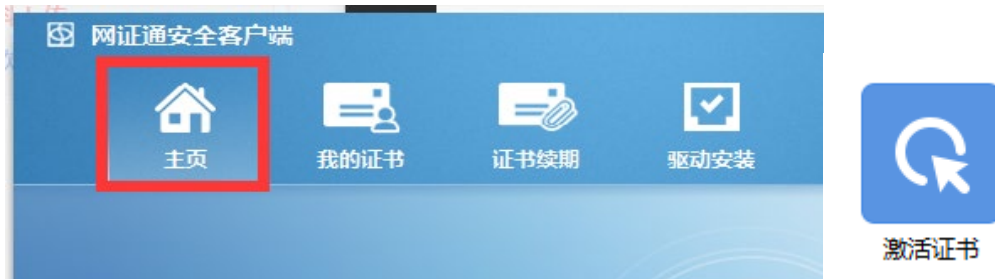 网证通安全客户端
主页
我的证书
证书续期
驱动安装
激活证书